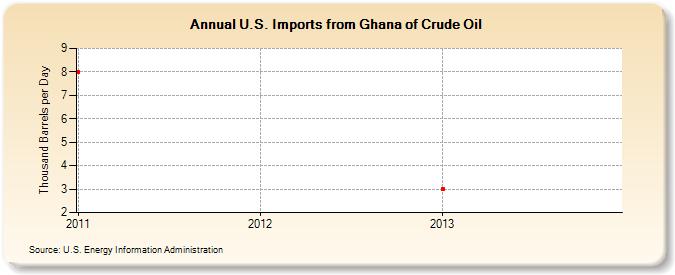 Annual U.S. Imports from Ghana of Crude Oil
Thousand Barrels per Day
9
8
7
6
5
4
3
2
2011 2012 2013
Source: U.S. Energy Information Administration